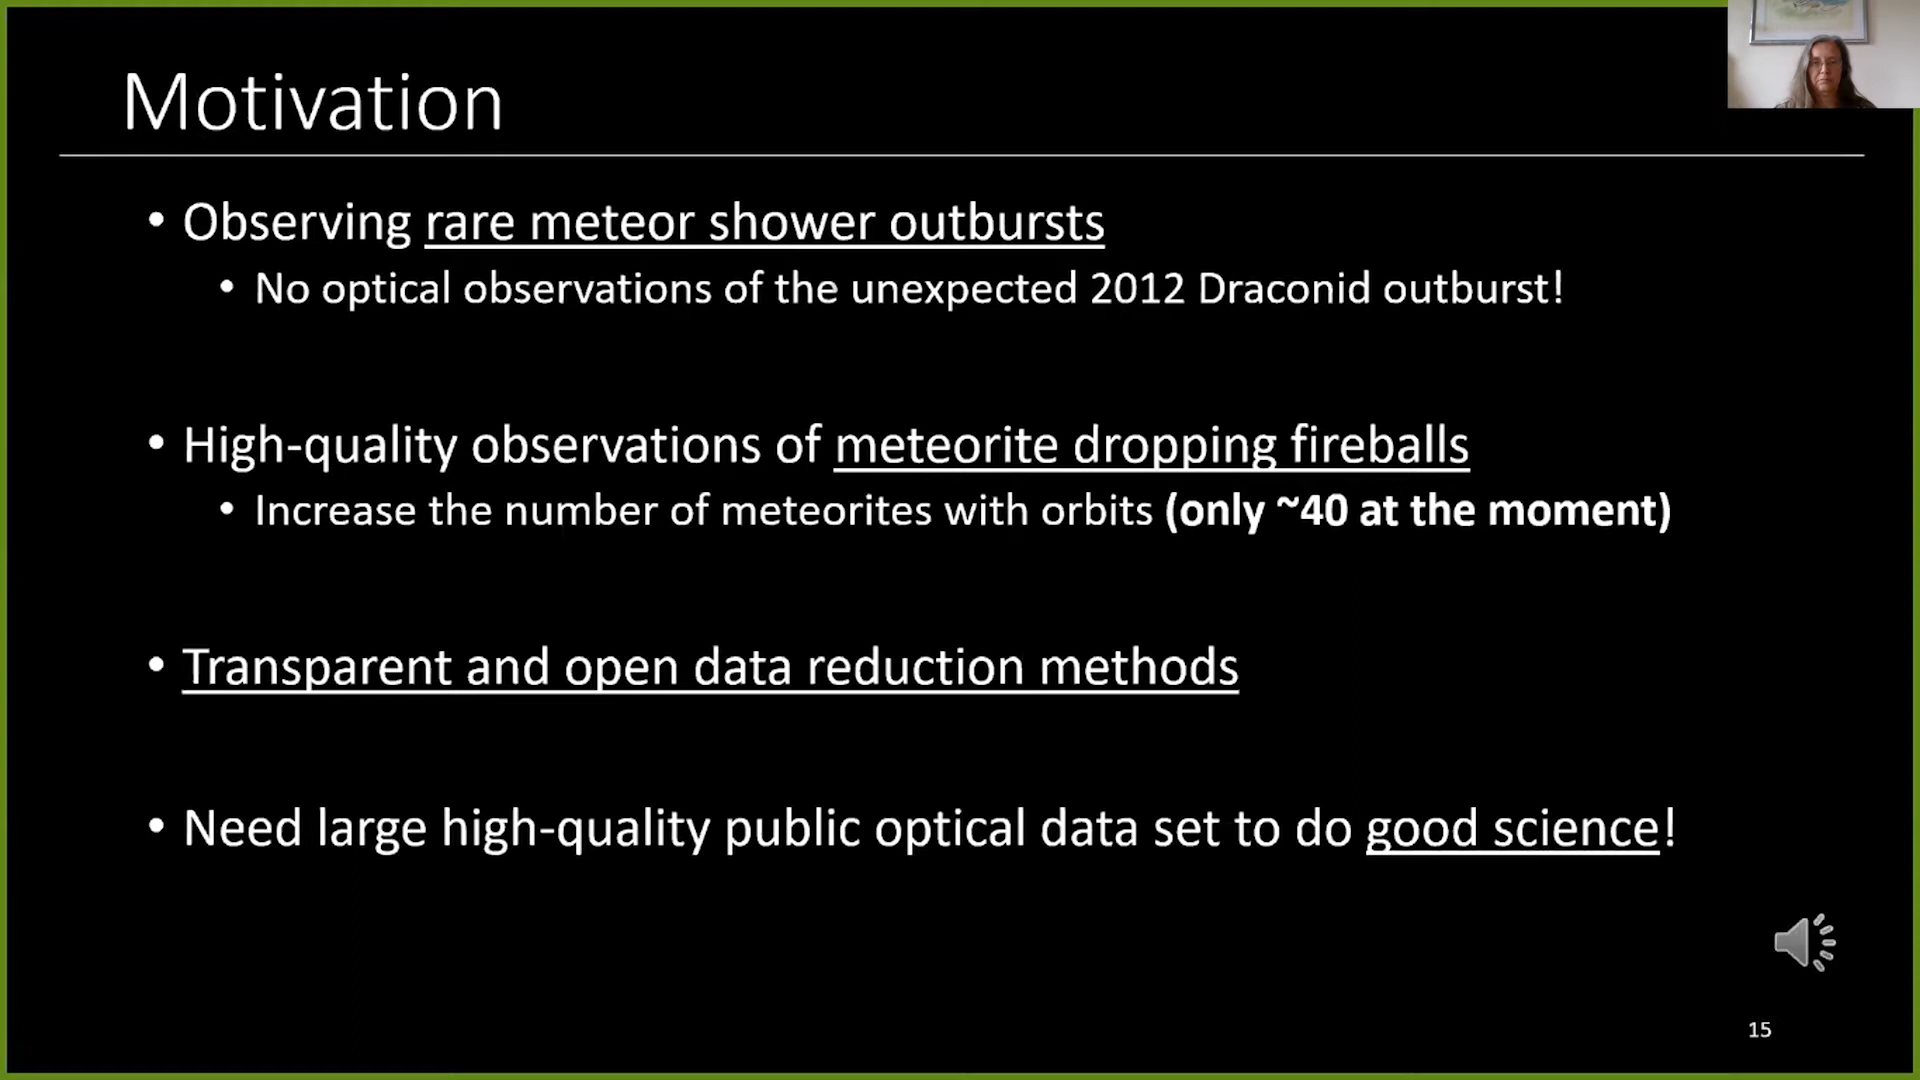 Motivation
• Observing rare meteor shower outbursts
• No optical observations of the unexpected 2012 Draconid outburst!
• High-quality observations of meteorite dropping fireballs
• Increase the number of meteorites with orbits (only ~40 at the moment)
• Transparent and open data reduction methods
• Need large high-quality public optical data set to do good science!
15